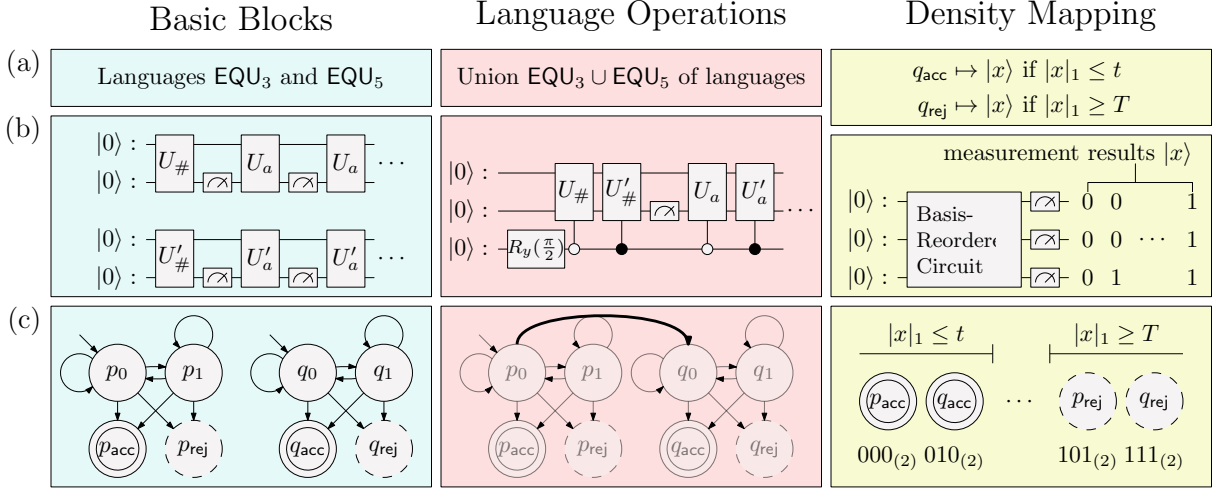 Basic Blocks
Language Operations
Density Mapping
(a)
Languages EQU₃ and EQU₅
Union EQU₃ ∪ EQU₅ of languages
q_acc ↦ |x⟩ if |x|₁ ≤ t
q_rej ↦ |x⟩ if |x|₁ ≥ T
(b)
|0⟩ : U_# U_a U_a ···
|0⟩ :
|0⟩ : U′_# U′_a U′_a ···
|0⟩ :
|0⟩ :
|0⟩ : U_# U′_# U_a U′_a ···
|0⟩ : R_y(π/2)
measurement results |x⟩
|0⟩ : Basis- 0 0 1
|0⟩ : Reordere 0 0 ··· 1
|0⟩ : Circuit 0 1 1
(c)
p₀ p₁ q₀ q₁
p_acc p_rej q_acc q_rej
p₀ p₁ q₀ q₁
p_acc p_rej q_acc q_rej
|x|₁ ≤ t |x|₁ ≥ T
p_acc q_acc ··· p_rej q_rej
000₍₂₎ 010₍₂₎ 101₍₂₎ 111₍₂₎